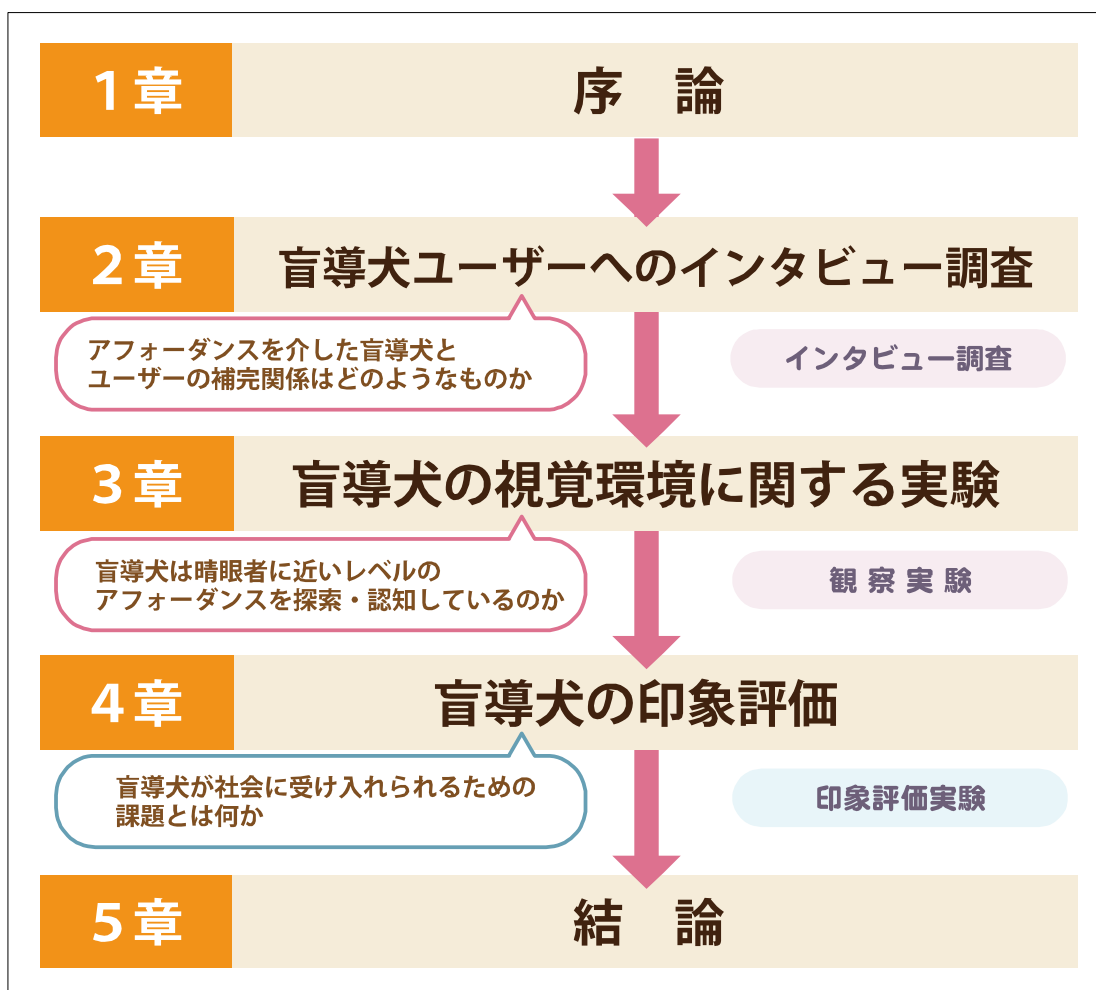 1章
序　論
2章
盲導犬ユーザーへのインタビュー調査
アフォーダンスを介した盲導犬と
ユーザーの補完関係はどのようなものか
インタビュー調査
3章
盲導犬の視覚環境に関する実験
盲導犬は晴眼者に近いレベルの
アフォーダンスを探索・認知しているのか
観 察 実 験
4章
盲導犬の印象評価
盲導犬が社会に受け入れられるための
課題とは何か
印象評価実験
5章
結　論